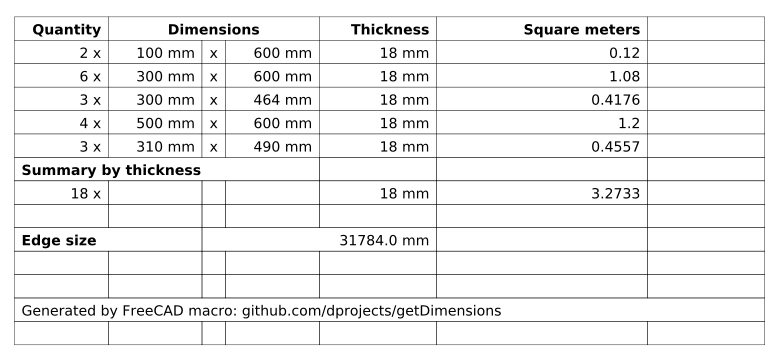 Quantity Dimensions Thickness Square meters
2 x 100 mm x 600 mm 18 mm 0.12
6 x 300 mm x 600 mm 18 mm 1.08
3 x 300 mm x 464 mm 18 mm 0.4176
4 x 500 mm x 600 mm 18 mm 1.2
3 x 310 mm x 490 mm 18 mm 0.4557
Summary by thickness
18 x 18 mm 3.2733
Edge size 31784.0 mm
Generated by FreeCAD macro: github.com/dprojects/getDimensions